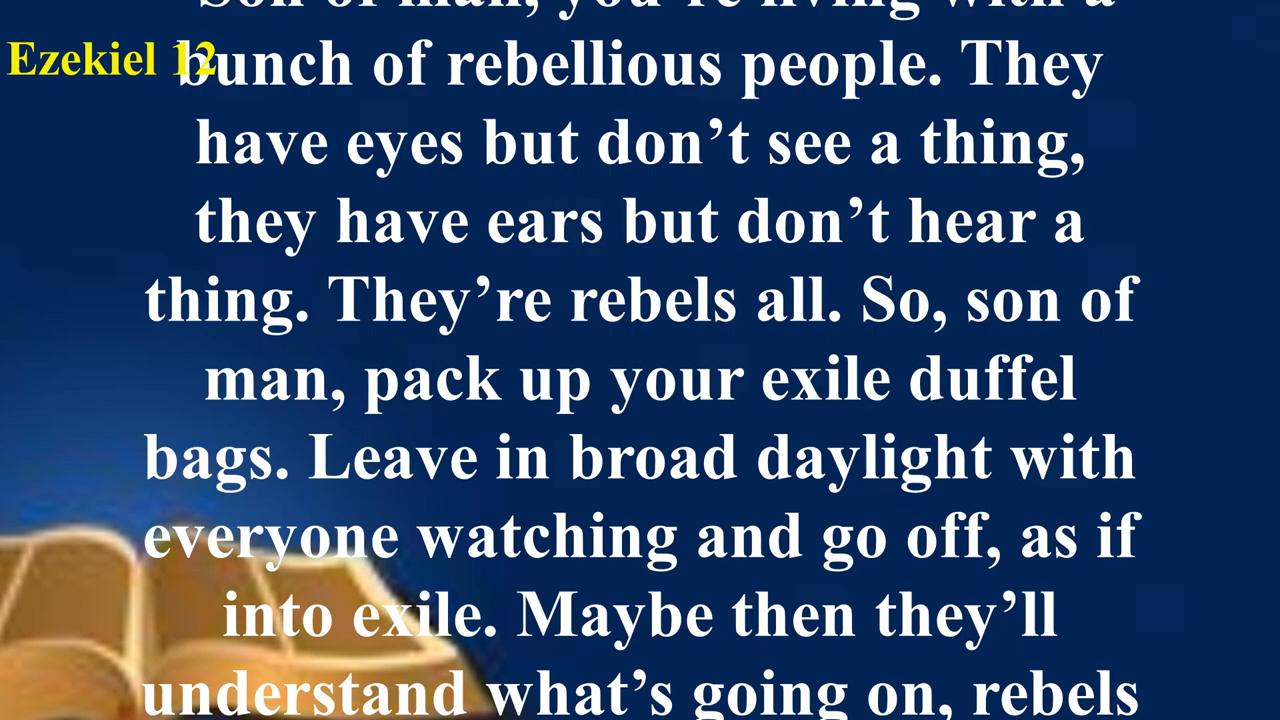 Son of man, you're living with a
Ezekiel 12
bunch of rebellious people. They
have eyes but don't see a thing,
they have ears but don't hear a
thing. They're rebels all. So, son of
man, pack up your exile duffel
bags. Leave in broad daylight with
everyone watching and go off, as if
into exile. Maybe then they'll
understand what's going on, rebels